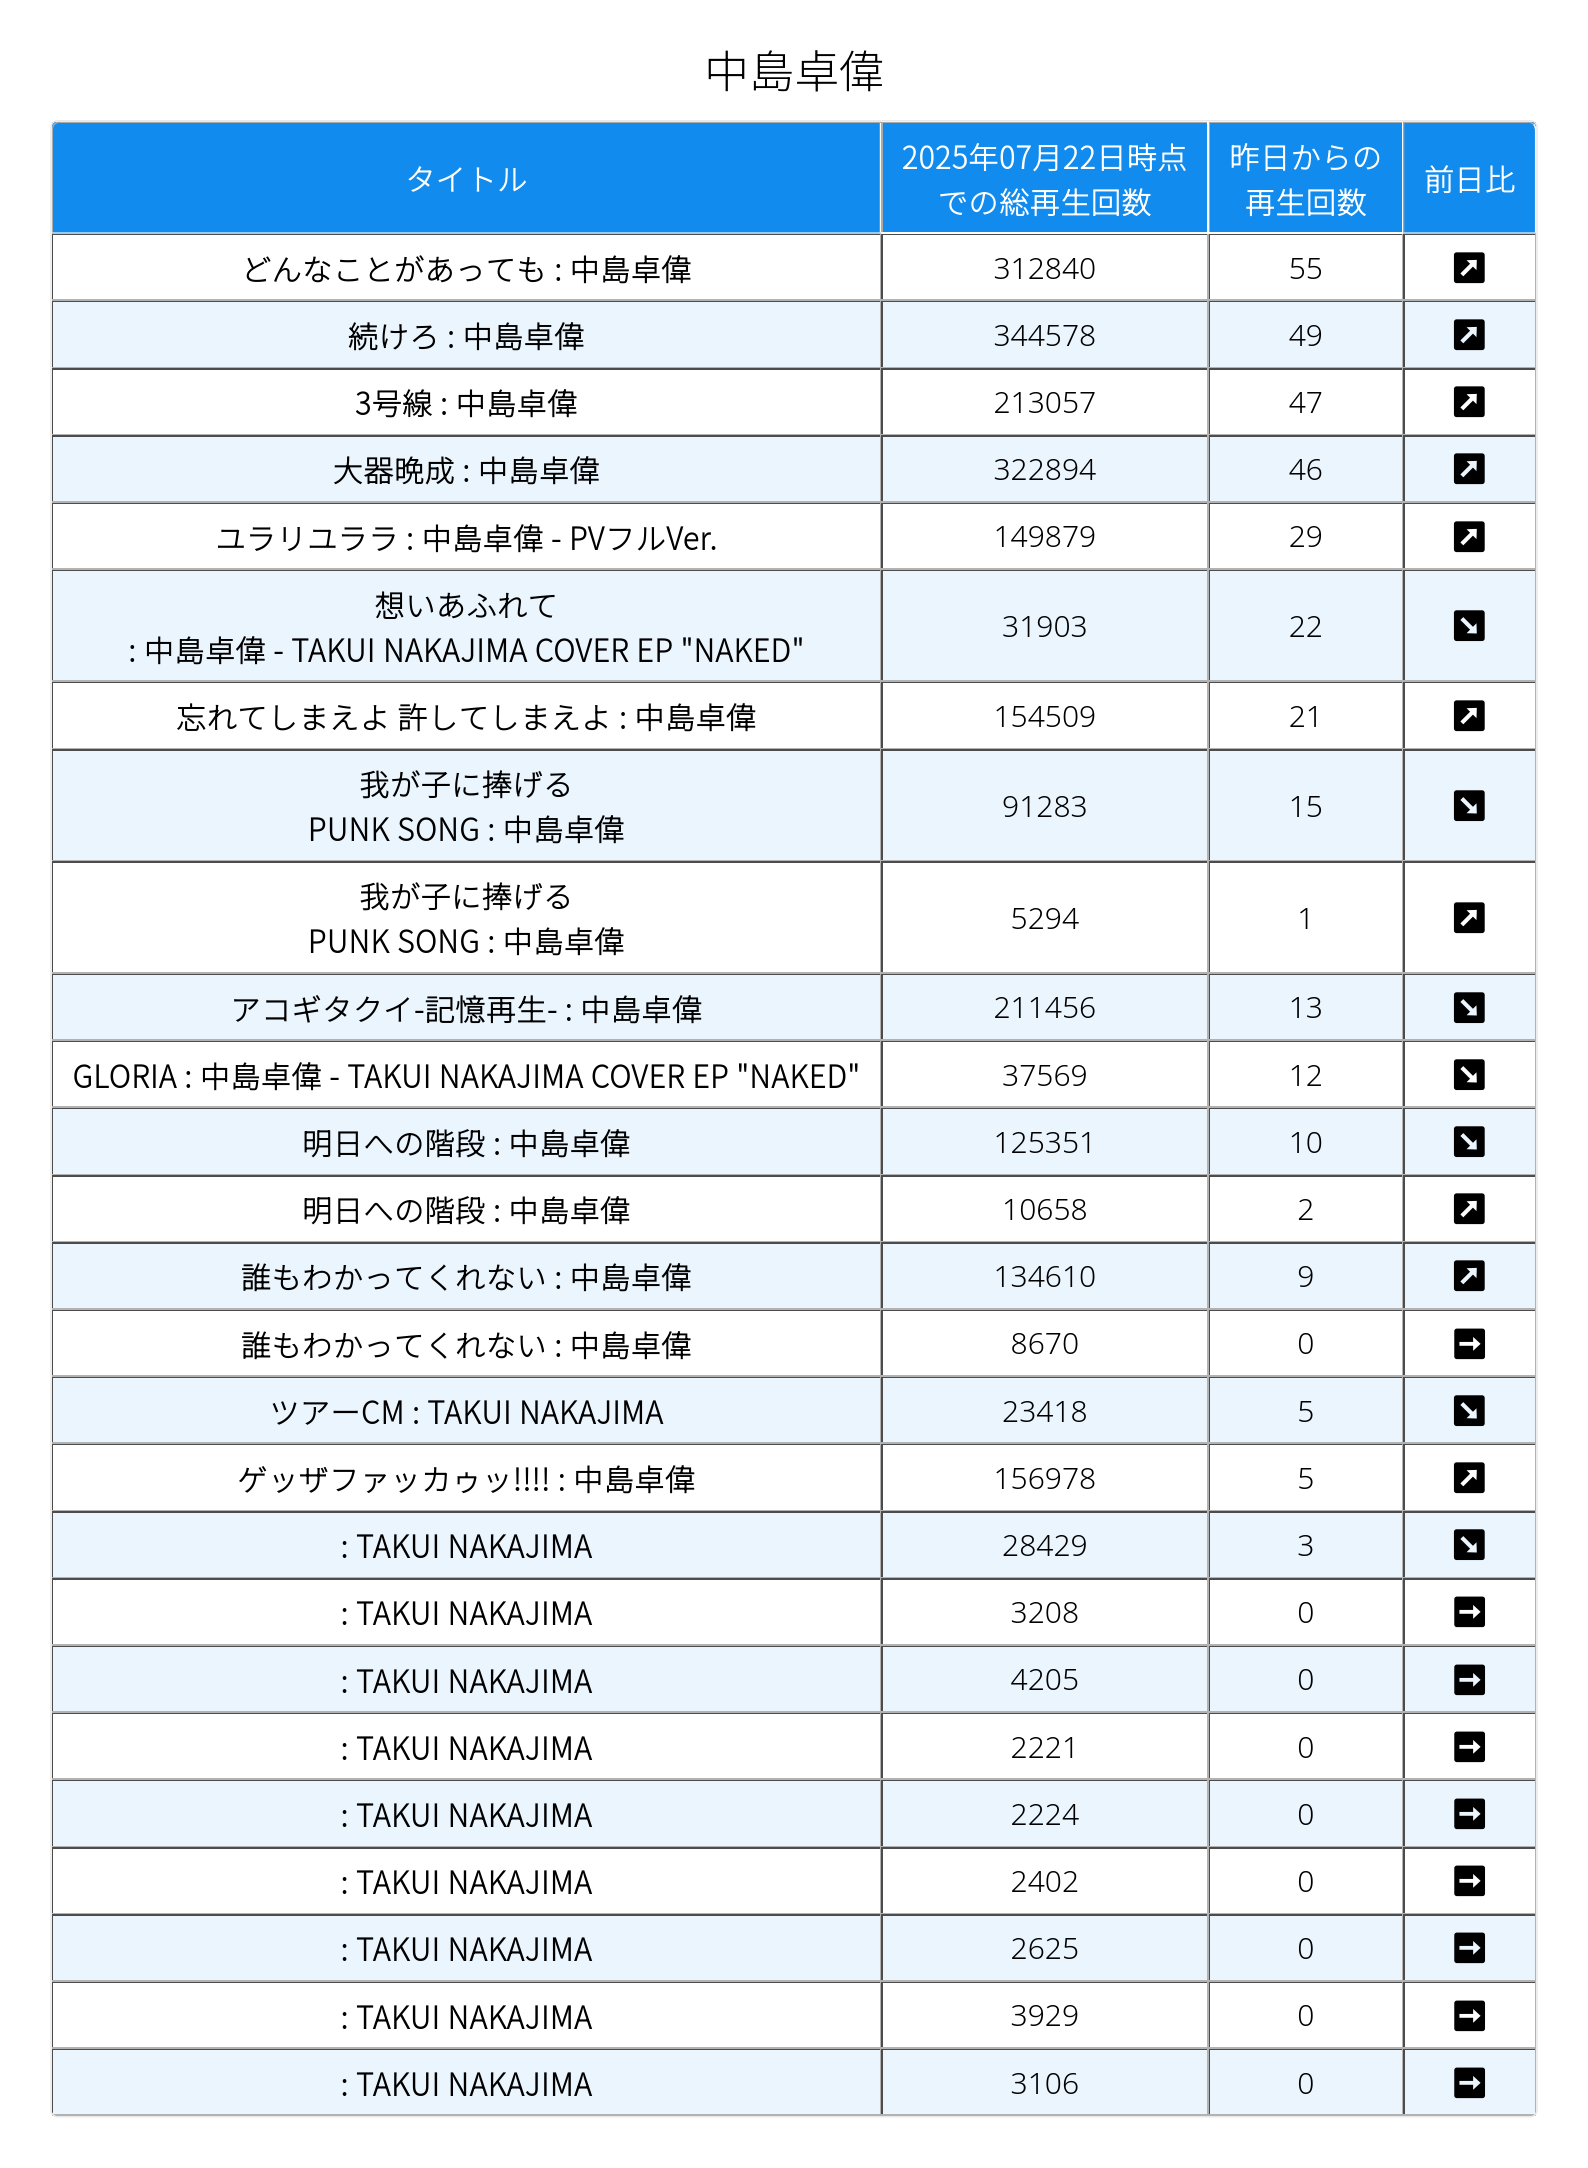 中島卓偉
タイトル
2025年07月22日時点
での総再生回数
昨日からの
再生回数
前日比
どんなことがあっても : 中島卓偉 312840 55 ↗
続けろ : 中島卓偉 344578 49 ↗
3号線 : 中島卓偉 213057 47 ↗
大器晩成 : 中島卓偉 322894 46 ↗
ユラリユララ : 中島卓偉 - PVフルVer. 149879 29 ↗
想いあふれて
: 中島卓偉 - TAKUI NAKAJIMA COVER EP "NAKED" 31903 22 ↘
忘れてしまえよ 許してしまえよ : 中島卓偉 154509 21 ↗
我が子に捧げる
PUNK SONG : 中島卓偉 91283 15 ↘
我が子に捧げる
PUNK SONG : 中島卓偉 5294 1 ↗
アコギタクイ-記憶再生- : 中島卓偉 211456 13 ↘
GLORIA : 中島卓偉 - TAKUI NAKAJIMA COVER EP "NAKED" 37569 12 ↘
明日への階段 : 中島卓偉 125351 10 ↘
明日への階段 : 中島卓偉 10658 2 ↗
誰もわかってくれない : 中島卓偉 134610 9 ↗
誰もわかってくれない : 中島卓偉 8670 0 →
ツアーCM : TAKUI NAKAJIMA 23418 5 ↘
ゲッザファッカゥッ!!!! : 中島卓偉 156978 5 ↗
: TAKUI NAKAJIMA 28429 3 ↘
: TAKUI NAKAJIMA 3208 0 →
: TAKUI NAKAJIMA 4205 0 →
: TAKUI NAKAJIMA 2221 0 →
: TAKUI NAKAJIMA 2224 0 →
: TAKUI NAKAJIMA 2402 0 →
: TAKUI NAKAJIMA 2625 0 →
: TAKUI NAKAJIMA 3929 0 →
: TAKUI NAKAJIMA 3106 0 →